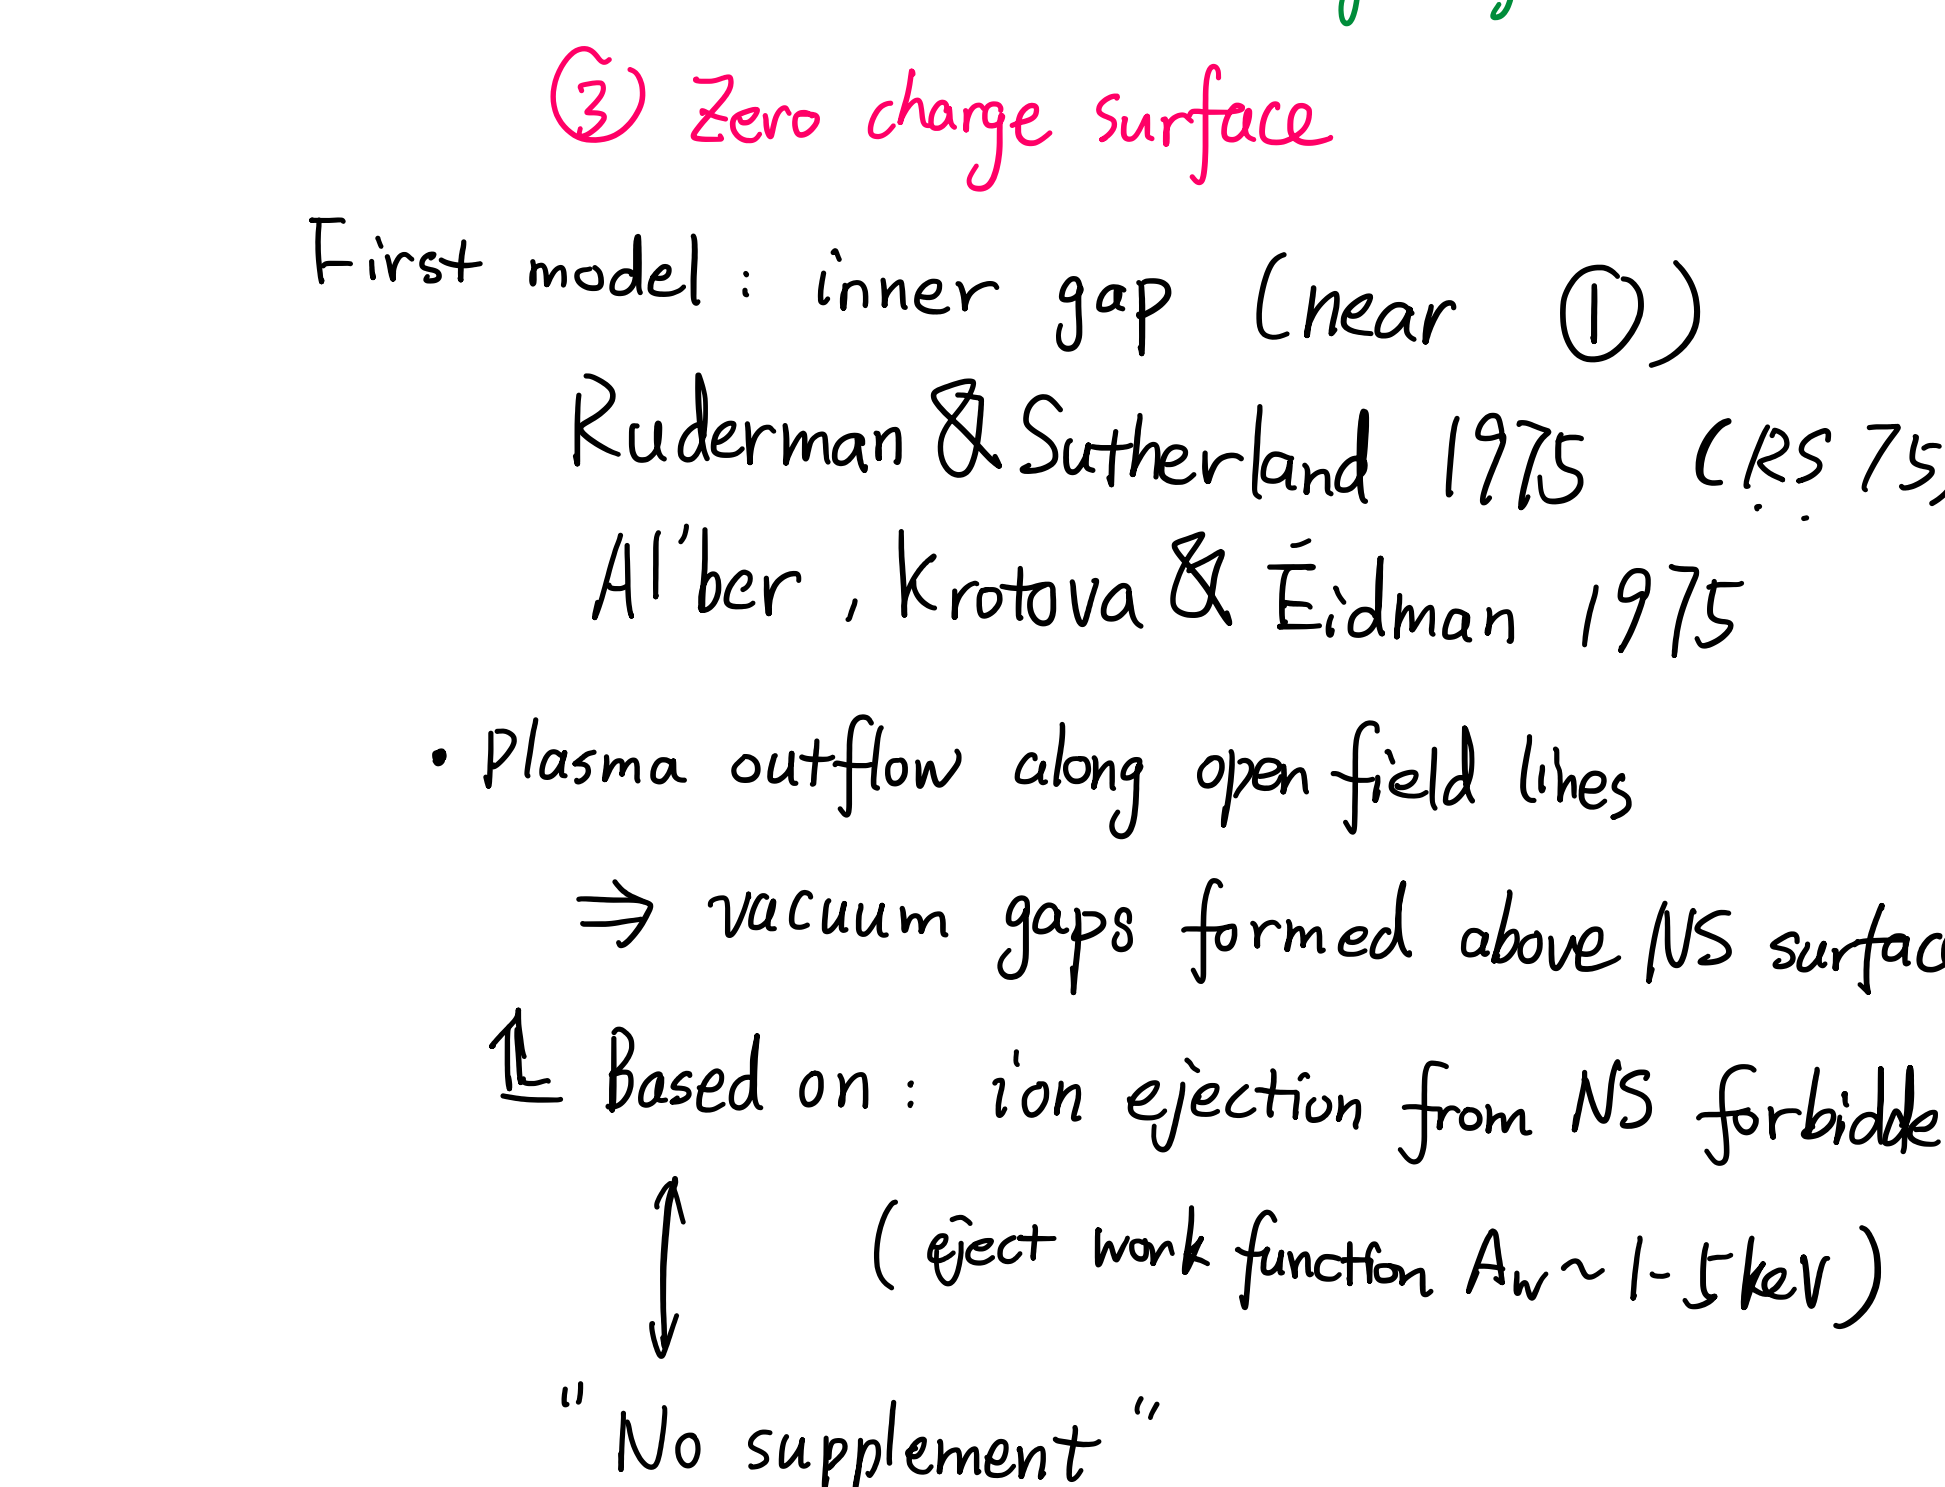 ③ Zero charge surface
First model : inner gap (near ①)
Ruderman & Sutherland 1975 (RS 75)
Al'ber , Krotova & Éidman 1975
• Plasma outflow along open field lines
⇒ vacuum gaps formed above NS surfac
⇑ Based on : ion ejection from NS forbidde
↕ (eject work function Aw ~ 1-5 keV)
"No supplement"